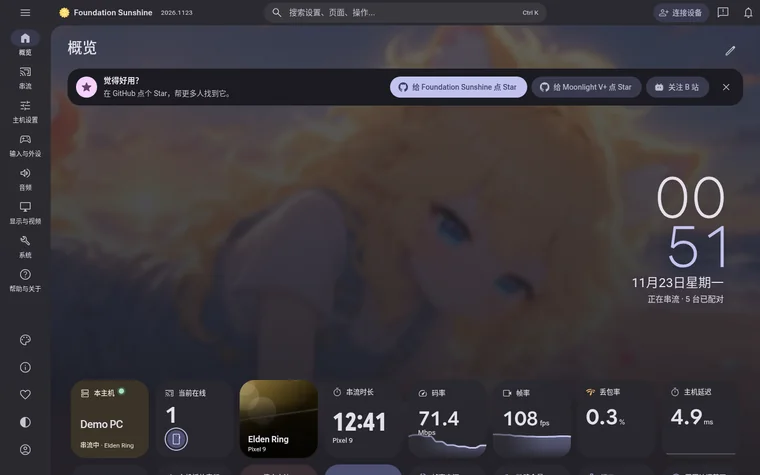 Foundation Sunshine 2026.1123
搜索设置、页面、操作...
Ctrl K
连接设备
概览
串流
主机设置
输入与外设
音频
显示与视频
系统
帮助与关于
概览
觉得好用？
在 GitHub 点个 Star，帮更多人找到它。
给 Foundation Sunshine 点 Star
给 Moonlight V+ 点 Star
关注 B 站
00
51
11月23日星期一
正在串流 · 5 台已配对
本主机
Demo PC
串流中 · Elden Ring
当前在线
1
Elden Ring
Pixel 9
串流时长
12:41
Pixel 9
码率
71.4
Mbps
帧率
108 fps
丢包率
0.3 %
主机延迟
4.9 ms